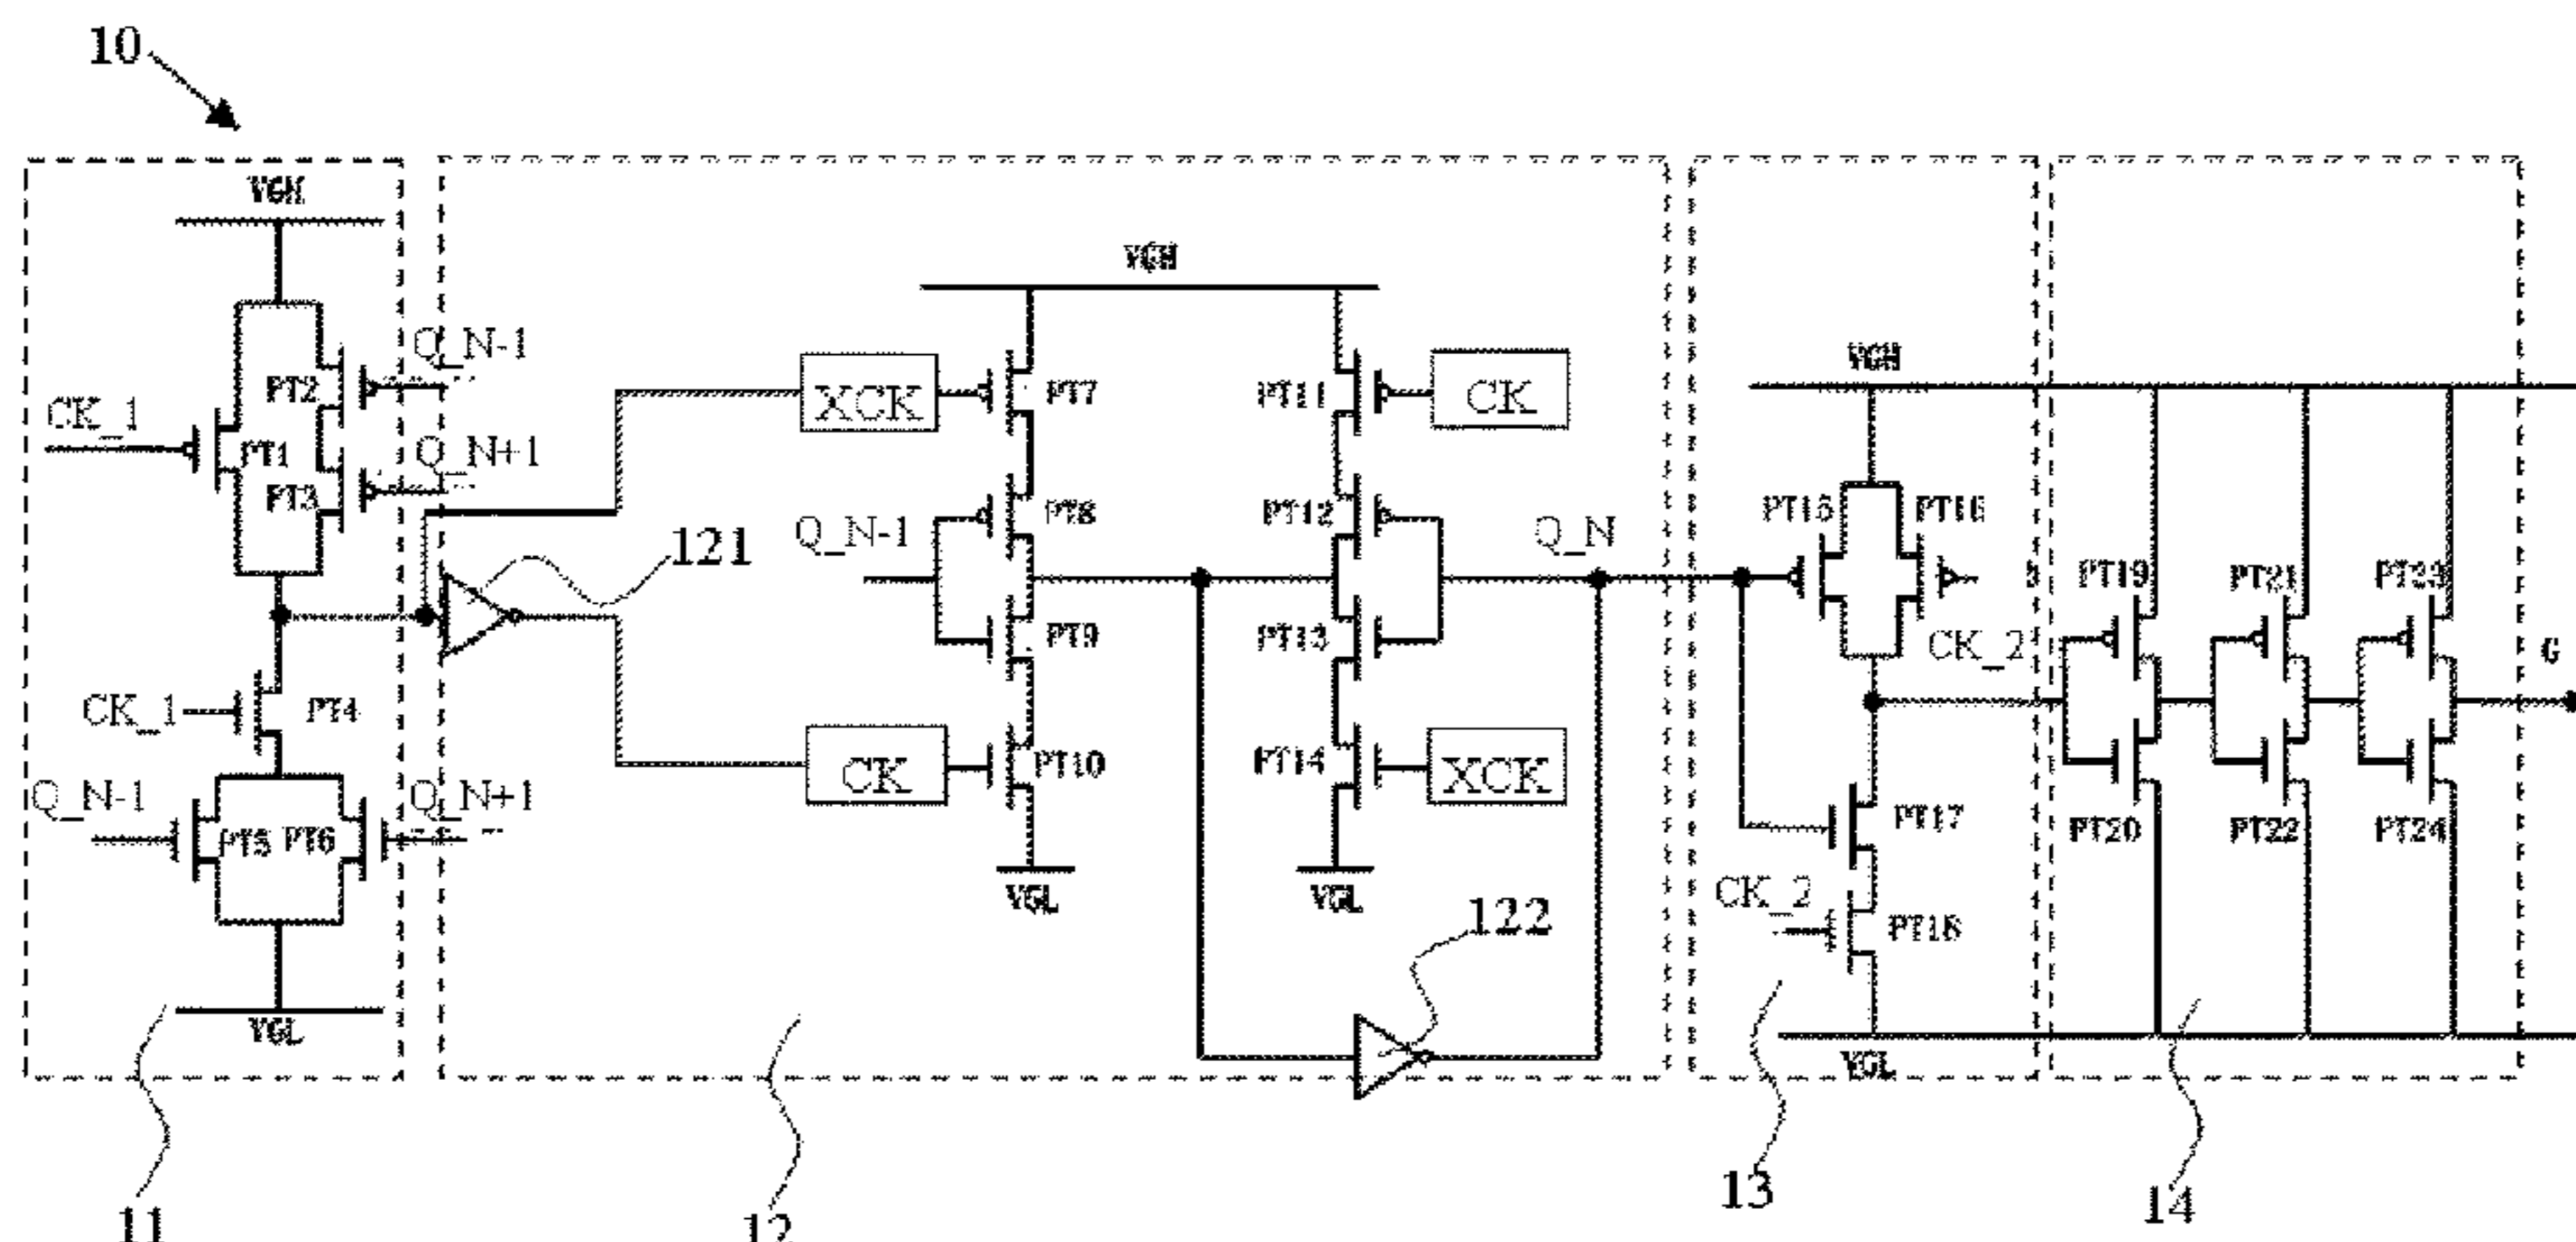 10
VGH
Q_N-1
PT2
CK_1
PT1
Q_N+1
PT3
CK_1
PT4
Q_N-1
PT5
PT6
Q_N+1
VGL
11
121
VGH
XCK
PT7
PT11
CK
Q_N-1
PT8
PT12
Q_N
PT9
PT13
CK
PT10
PT14
XCK
VGL
VGL
122
12
VGH
PT15
PT16
CK_2
PT17
CK_2
PT18
VGL
13
PT19
PT21
PT23
G
PT20
PT22
PT24
14